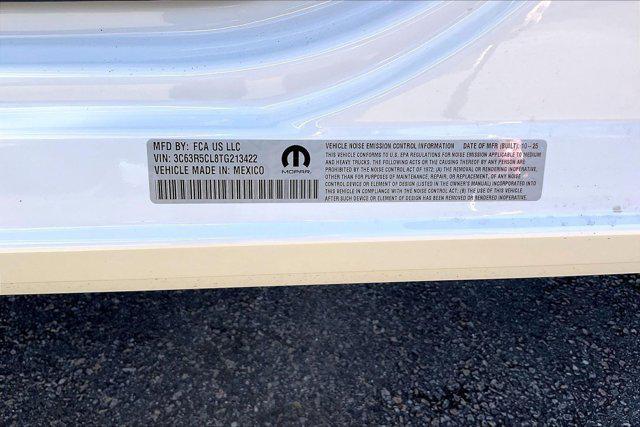 MFD BY: FCA US LLC
VIN: 3C63R5CL8TG213422
VEHICLE MADE IN: MEXICO
MOPAR
VEHICLE NOISE EMISSION CONTROL INFORMATION DATE OF MFR (BUILT): 10-25
THIS CONFORMS TO U.S. EPA REGULATIONS FOR NOISE EMISSION APPLICABLE TO MEDIUM
AND HEAVY TRUCKS. THE FOLLOWING ACTS OR THE CAUSING THEREOF BY ANY PERSON
ARE PROHIBITED BY THE NOISE CONTROL ACT OF 1972: (A) THE REMOVAL OR RENDERING
INOPERATIVE, OTHER THAN FOR PURPOSES OF MAINTENANCE, REPAIR, OR REPLACEMENT, OF ANY NOISE
CONTROL DEVICE OR ELEMENT OF DESIGN (LISTED IN THE OWNER'S MANUAL) INCORPORATED INTO
THIS VEHICLE IN COMPLIANCE WITH THE NOISE CONTROL ACT; (B) THE USE OF THIS VEHICLE
AFTER SUCH DEVICE OR ELEMENT OF DESIGN HAS BEEN REMOVED OR RENDERED INOPERATIVE.